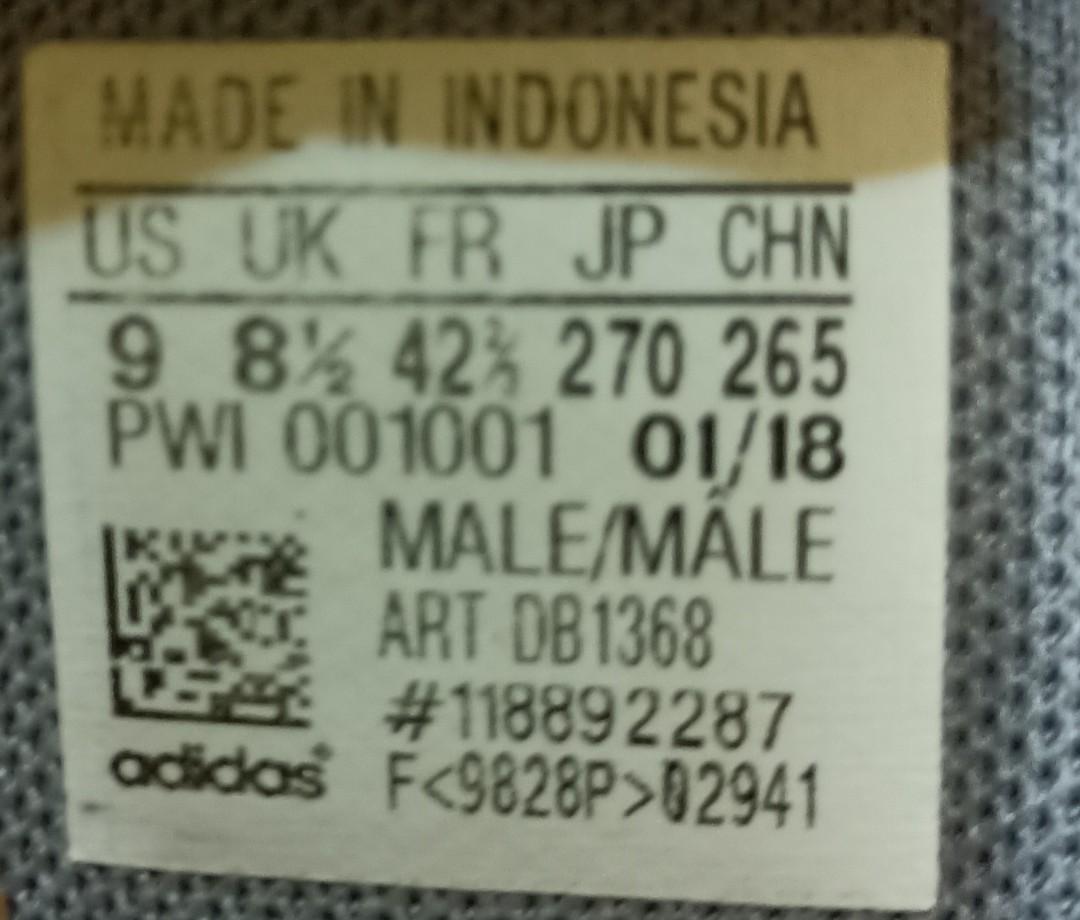 MADE IN INDONESIA
US UK FR JP CHN
9 8½ 42⅔ 270 265
PWI 001001 01/18
MALE/MÂLE
ART DB1368
#118892287
adidas
F<9828P>02941